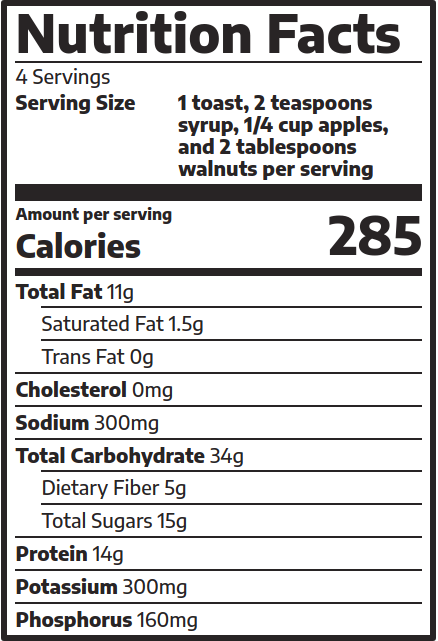 Nutrition Facts
4 Servings
Serving Size 1 toast, 2 teaspoons
syrup, 1/4 cup apples,
and 2 tablespoons
walnuts per serving
Amount per serving
Calories 285
Total Fat 11g
Saturated Fat 1.5g
Trans Fat 0g
Cholesterol 0mg
Sodium 300mg
Total Carbohydrate 34g
Dietary Fiber 5g
Total Sugars 15g
Protein 14g
Potassium 300mg
Phosphorus 160mg